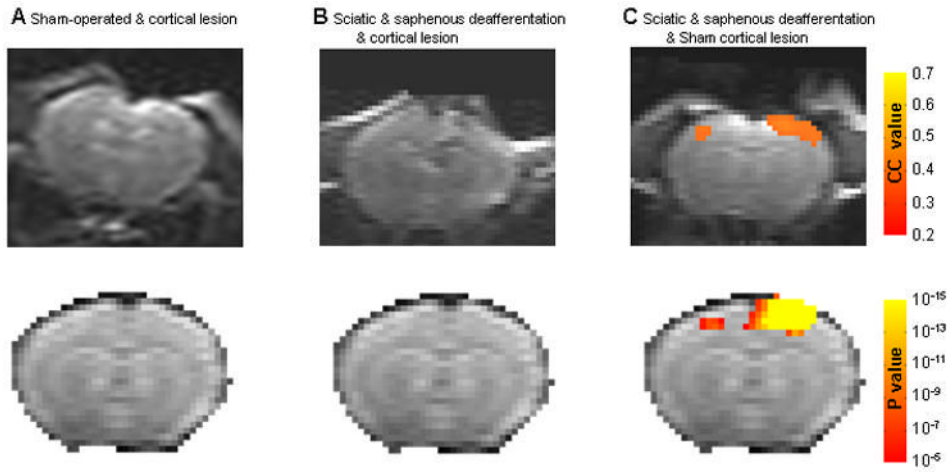 A Sham-operated & cortical lesion
B Sciatic & saphenous deafferentation
& cortical lesion
C Sciatic & saphenous deafferentation
& Sham cortical lesion
0.7
0.6
0.5
0.4
0.3
0.2
CC value
10-15
10-13
10-11
10-9
10-7
10-5
P value